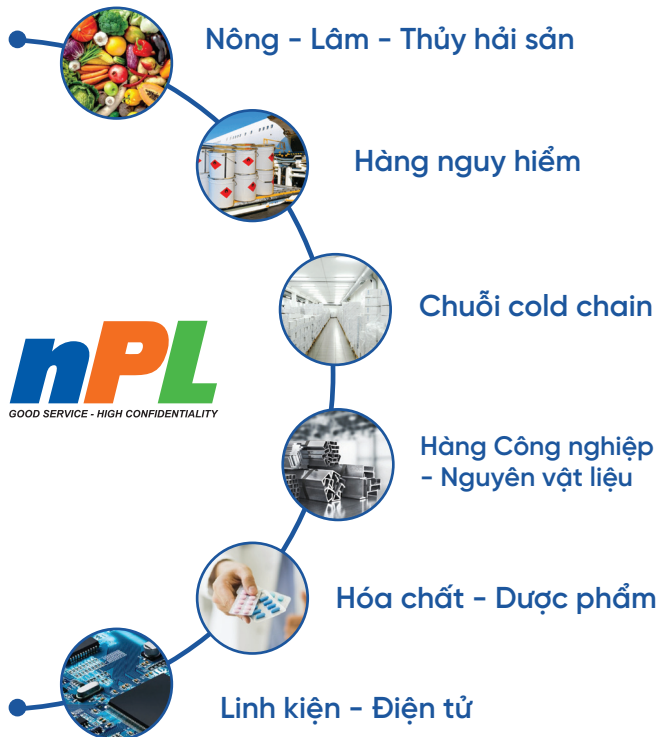 Nông - Lâm - Thủy hải sản
Hàng nguy hiểm
Chuỗi cold chain
nPL
GOOD SERVICE - HIGH CONFIDENTIALITY
Hàng Công nghiệp
- Nguyên vật liệu
Hóa chất - Dược phẩm
Linh kiện - Điện tử